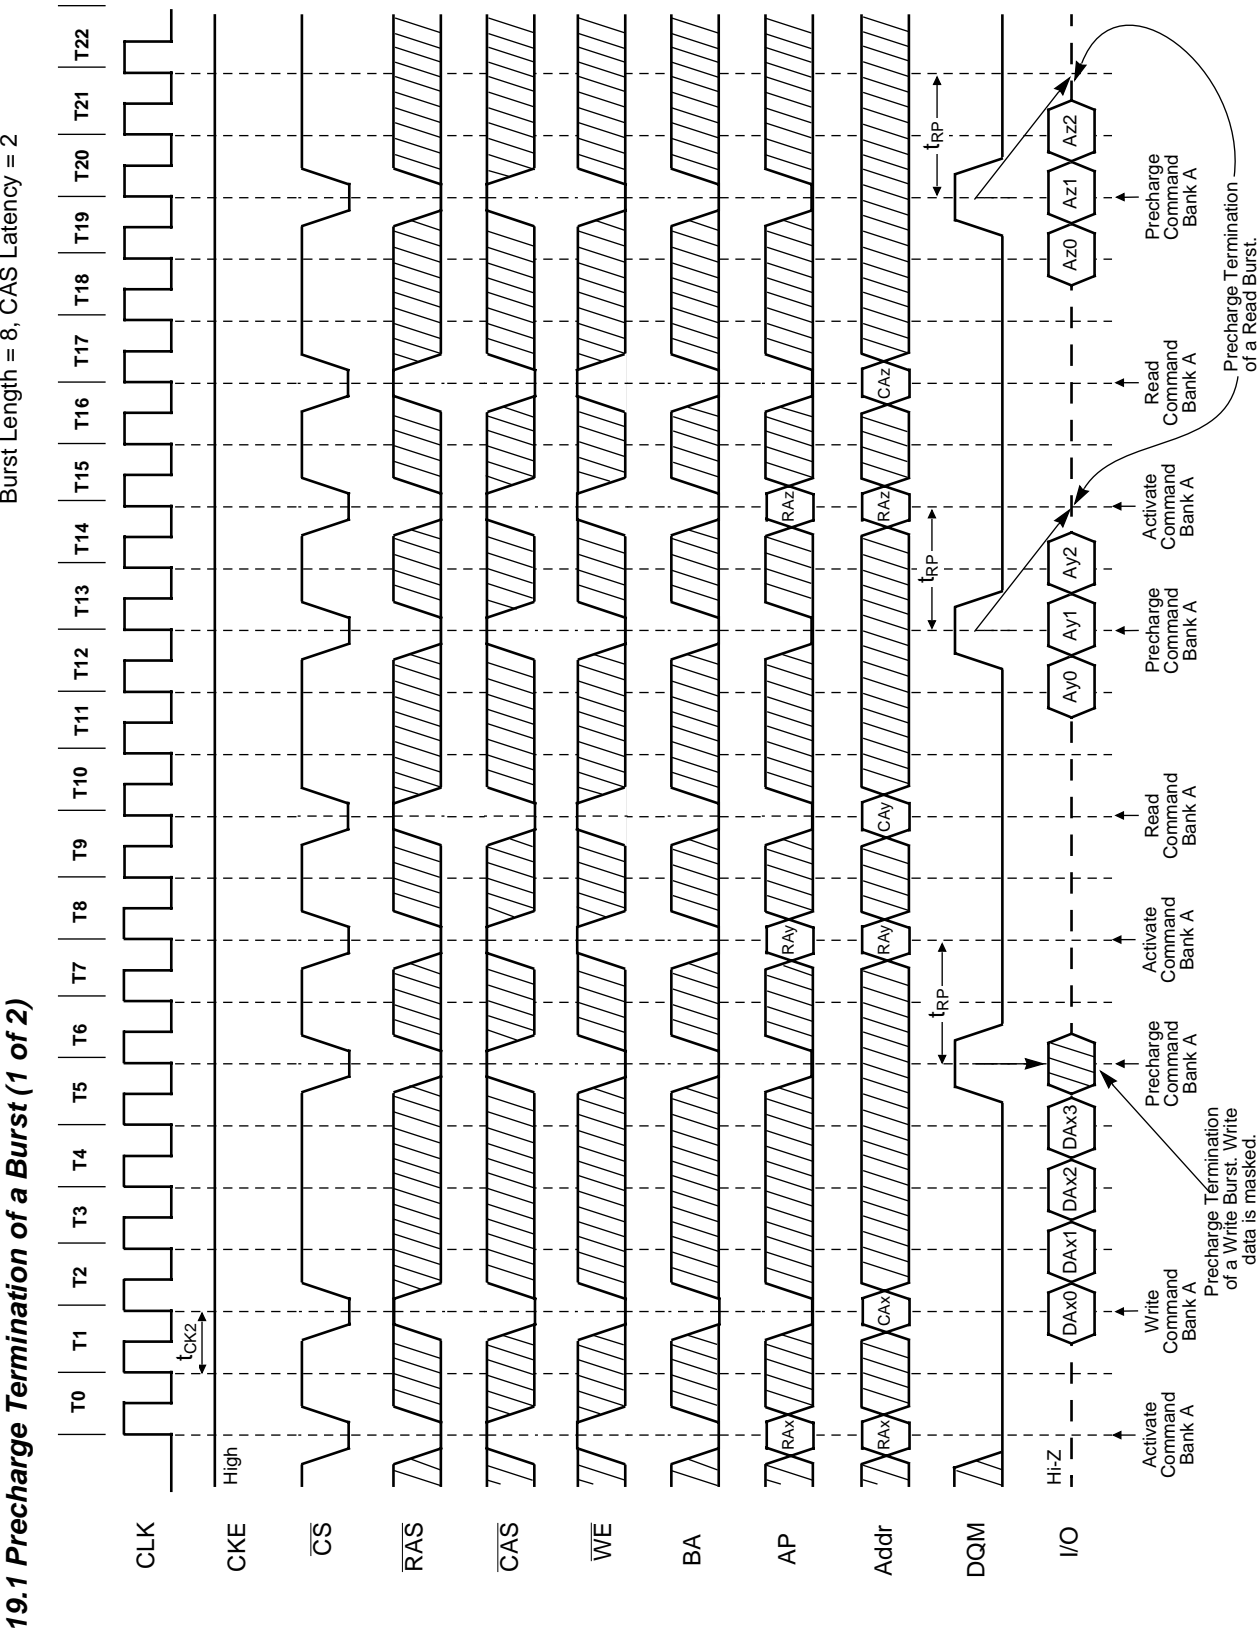 19.1 Precharge Termination of a Burst (1 of 2)
Burst Length = 8, CAS Latency = 2
T0 T1 T2 T3 T4 T5 T6 T7 T8 T9 T10 T11 T12 T13 T14 T15 T16 T17 T18 T19 T20 T21 T22
CLK
tCK2
CKE
High
CS
RAS
CAS
WE
BA
AP
RAx RAy RAz
Addr
RAx CAx RAy CAy RAz CAz
tRP tRP tRP
DQM
I/O
Hi-Z
DAx0 DAx1 DAx2 DAx3 Ay0 Ay1 Ay2 Az0 Az1 Az2
Activate
Command
Bank A
Write
Command
Bank A
Precharge
Command
Bank A
Activate
Command
Bank A
Read
Command
Bank A
Precharge
Command
Bank A
Activate
Command
Bank A
Read
Command
Bank A
Precharge
Command
Bank A
Precharge Termination
of a Write Burst. Write
data is masked.
Precharge Termination
of a Read Burst.